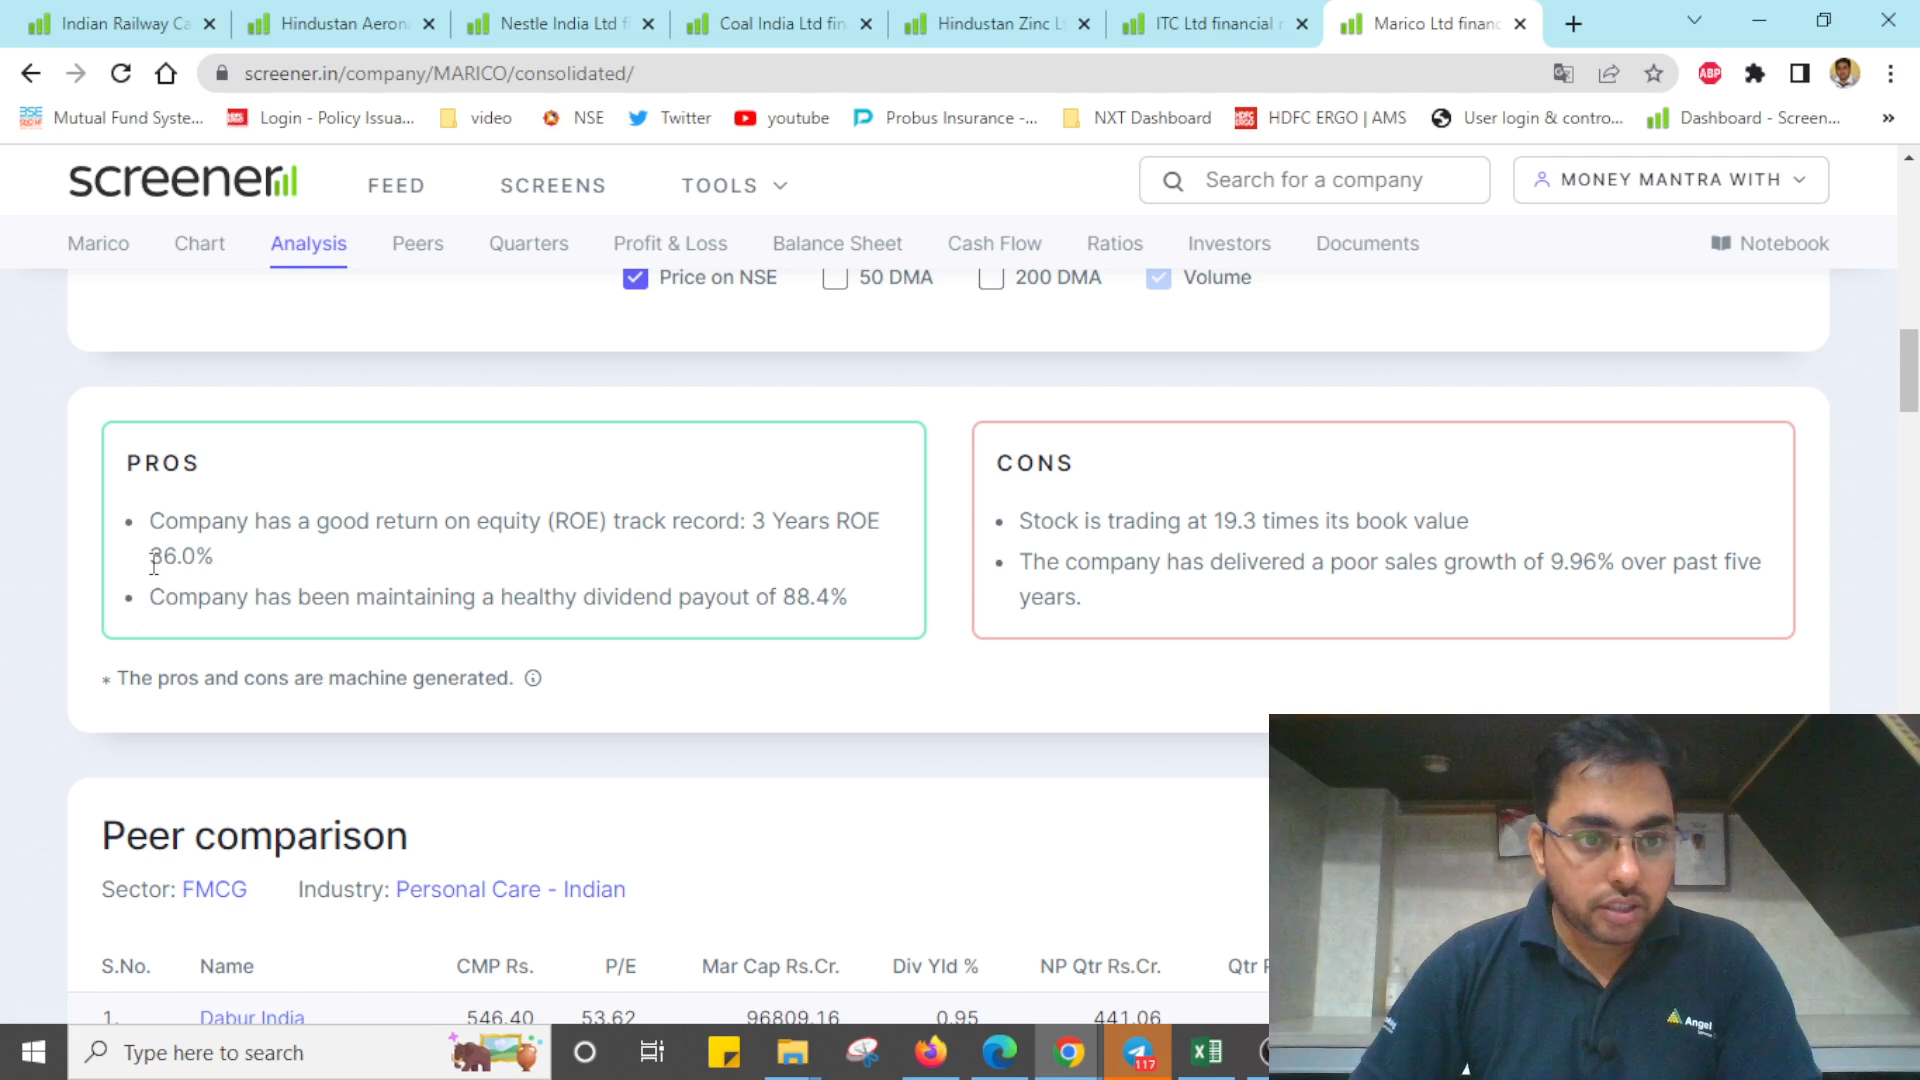 Indian Railway Ca
Hindustan Aeron
Nestle India Ltd fi
Coal India Ltd fin
Hindustan Zinc Lt
ITC Ltd financial r
Marico Ltd financ
screener.in/company/MARICO/consolidated/
ABP
Mutual Fund Syste...
Login - Policy Issua...
video
NSE
Twitter
youtube
Probus Insurance -...
NXT Dashboard
HDFC ERGO | AMS
User login & contro...
Dashboard - Screen...
»
screener
FEED
SCREENS
TOOLS
Search for a company
MONEY MANTRA WITH
Marico
Chart
Analysis
Peers
Quarters
Profit & Loss
Balance Sheet
Cash Flow
Ratios
Investors
Documents
Notebook
Price on NSE
50 DMA
200 DMA
Volume
PROS
• Company has a good return on equity (ROE) track record: 3 Years ROE
36.0%
• Company has been maintaining a healthy dividend payout of 88.4%
CONS
• Stock is trading at 19.3 times its book value
• The company has delivered a poor sales growth of 9.96% over past five
years.
* The pros and cons are machine generated.
Peer comparison
Sector: FMCG Industry: Personal Care - Indian
S.No. Name CMP Rs. P/E Mar Cap Rs.Cr. Div Yld % NP Qtr Rs.Cr. Qtr
1. Dabur India 546.40 53.62 96809.16 0.95 441.06
Angel
Type here to search
117